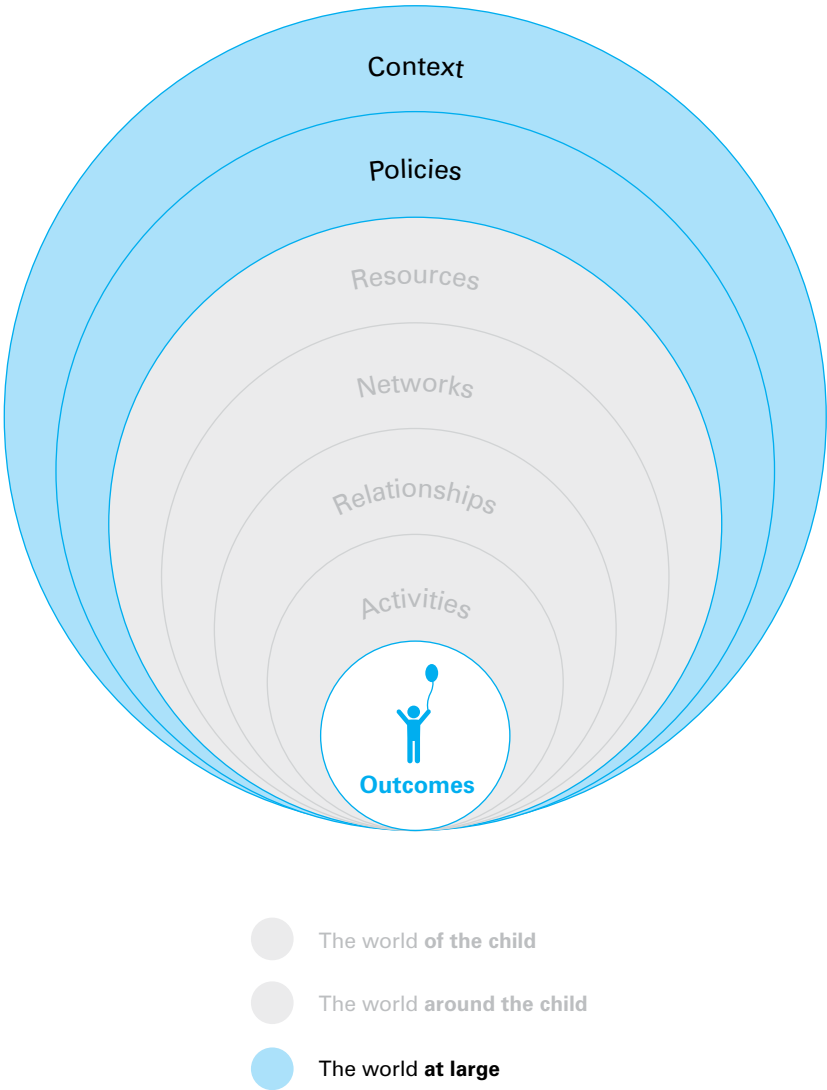 Context
Policies
Resources
Networks
Relationships
Activities
Outcomes
The world of the child
The world around the child
The world at large